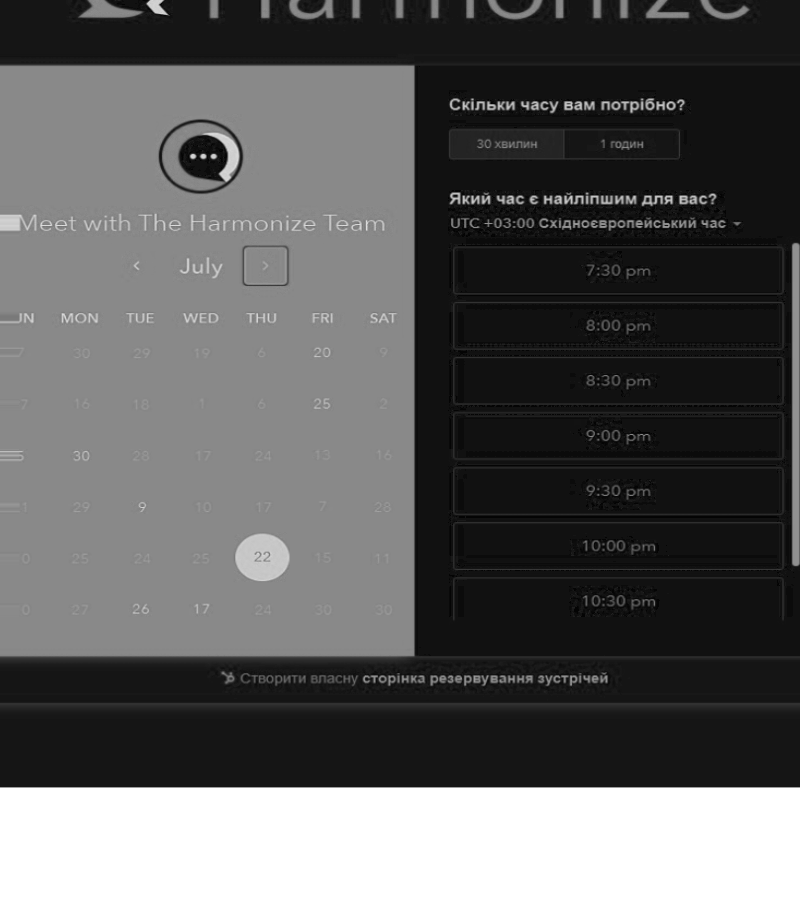 Harmonize
Meet with The Harmonize Team
July
UN MON TUE WED THU FRI SAT
7 30 29 19 6 20 9
7 16 18 1 6 25 2
5 30 28 17 24 13 16
1 29 9 10 17 7 28
0 25 24 25 22 15 11
0 27 26 17 24 30 30
Скільки часу вам потрібно?
30 хвилин 1 годин
Який час є найліпшим для вас?
UTC +03:00 Східноєвропейський час
7:30 pm
8:00 pm
8:30 pm
9:00 pm
9:30 pm
10:00 pm
10:30 pm
Створити власну сторінка резервування зустрічей